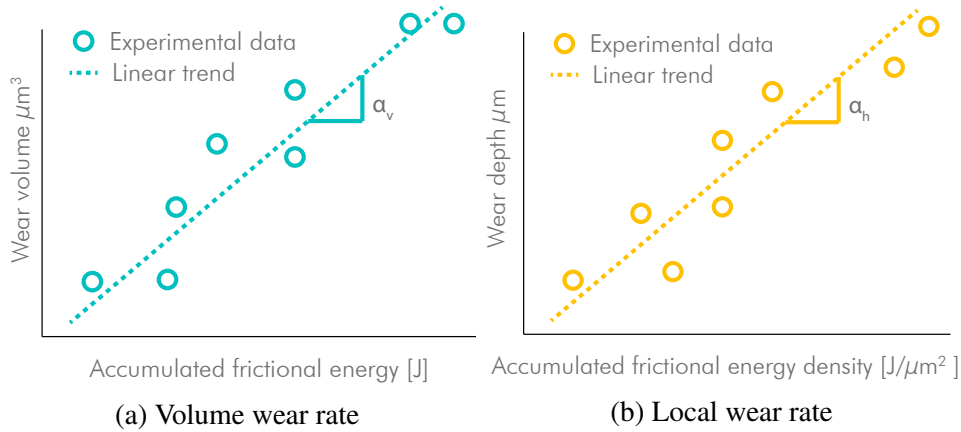 Experimental data
Linear trend
αv
Wear volume μm³
Accumulated frictional energy [J]
(a) Volume wear rate
Experimental data
Linear trend
αh
Wear depth μm
Accumulated frictional energy density [J/μm²]
(b) Local wear rate